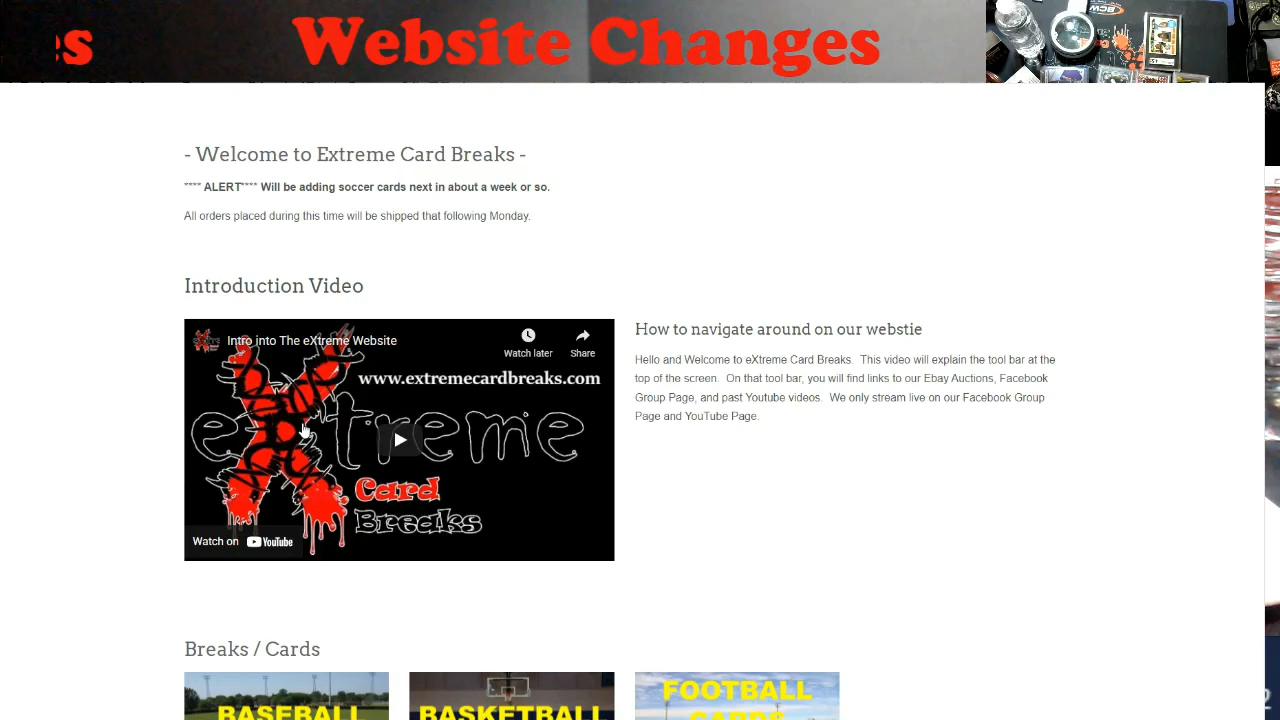 es Website Changes
BCW
- Welcome to Extreme Card Breaks -
**** ALERT**** Will be adding soccer cards next in about a week or so.
All orders placed during this time will be shipped that following Monday.
Introduction Video
Intro into The eXtreme Website
Watch later
Share
www.extremecardbreaks.com
eXtreme
Card
Breaks
Watch on YouTube
How to navigate around on our webstie
Hello and Welcome to eXtreme Card Breaks. This video will explain the tool bar at the
top of the screen. On that tool bar, you will find links to our Ebay Auctions, Facebook
Group Page, and past Youtube videos. We only stream live on our Facebook Group
Page and YouTube Page.
Breaks / Cards
BASEBALL
BASKETBALL
FOOTBALL
CARDS